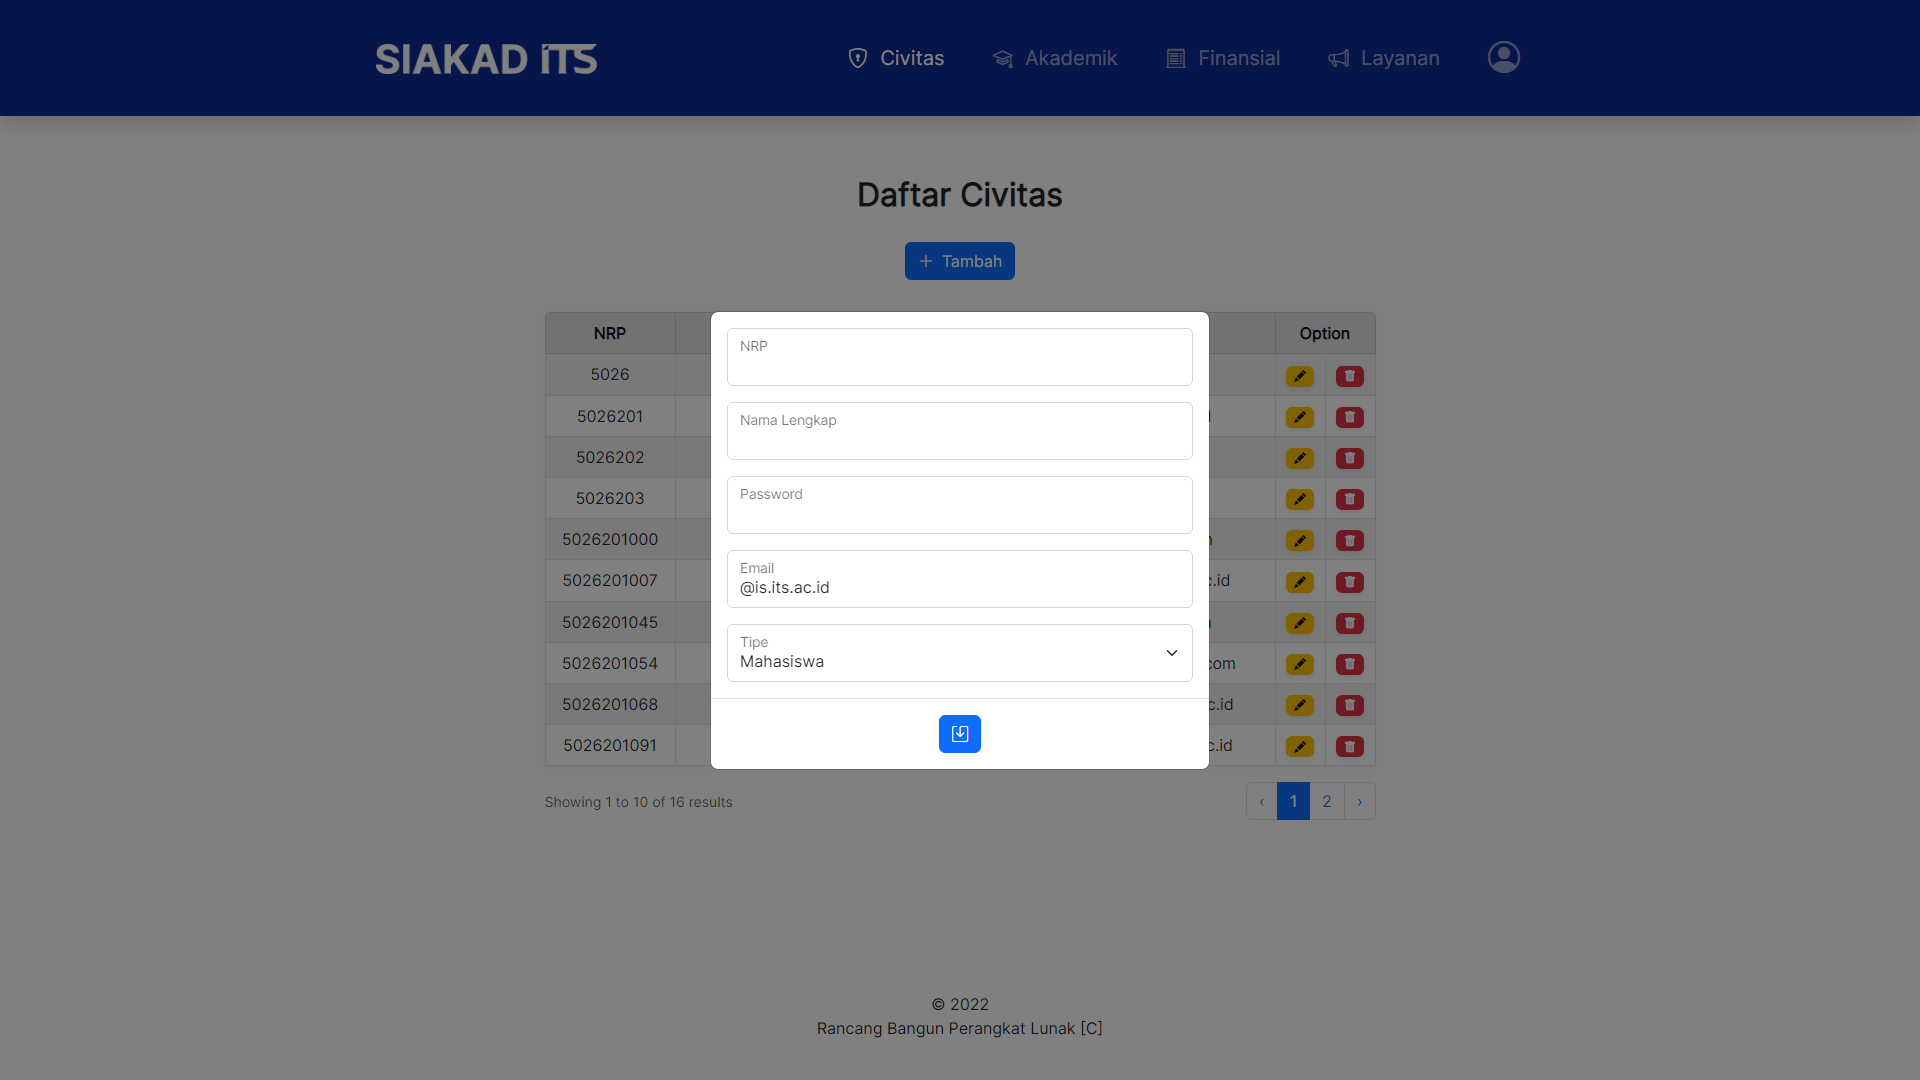 SIAKAD ITS
Civitas
Akademik
Finansial
Layanan
Daftar Civitas
+ Tambah
NRP
Option
5026
5026201
5026202
5026203
5026201000
5026201007
c.id
5026201045
5026201054
com
5026201068
c.id
5026201091
c.id
NRP
Nama Lengkap
Password
Email
@is.its.ac.id
Tipe
Mahasiswa
Showing 1 to 10 of 16 results
‹ 1 2 ›
© 2022
Rancang Bangun Perangkat Lunak [C]